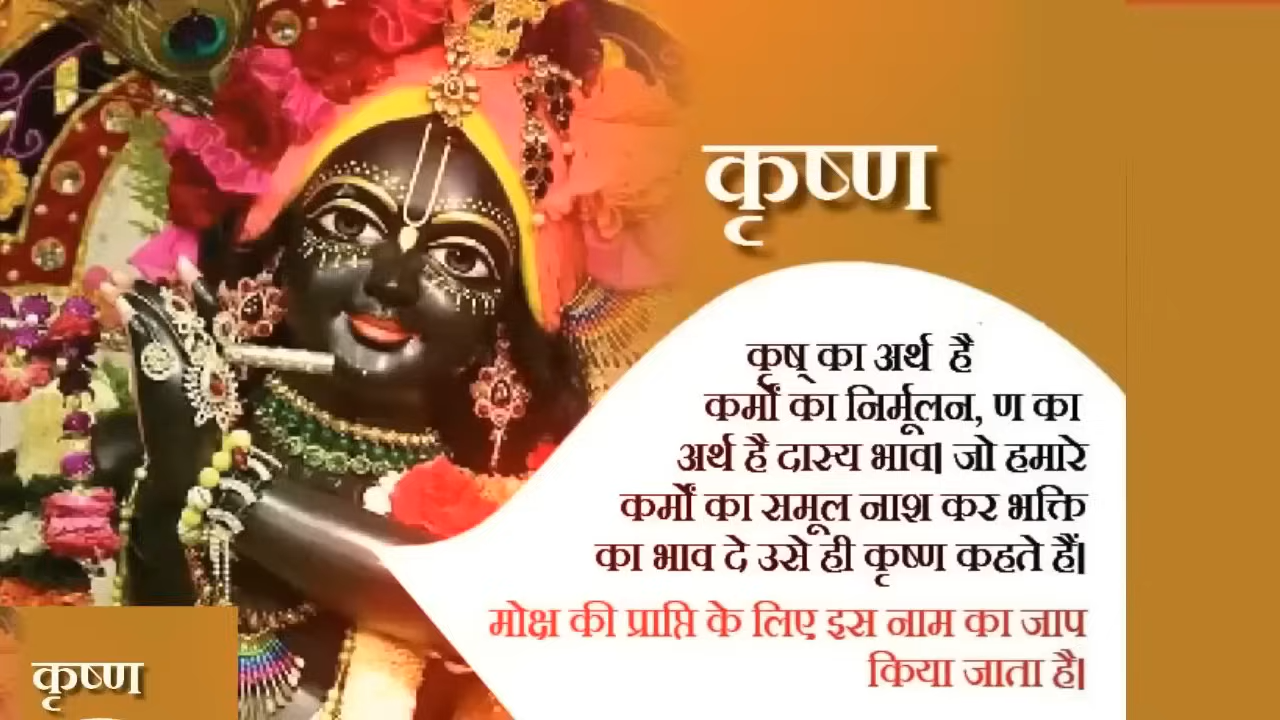 कृष्ण
कृष् का अर्थ है
कर्मों का निर्मूलन, ण का
अर्थ है दास्य भाव। जो हमारे
कर्मों का समूल नाश कर भक्ति
का भाव दे उसे ही कृष्ण कहते हैं।
मोक्ष की प्राप्ति के लिए इस नाम का जाप
किया जाता है।
कृष्ण